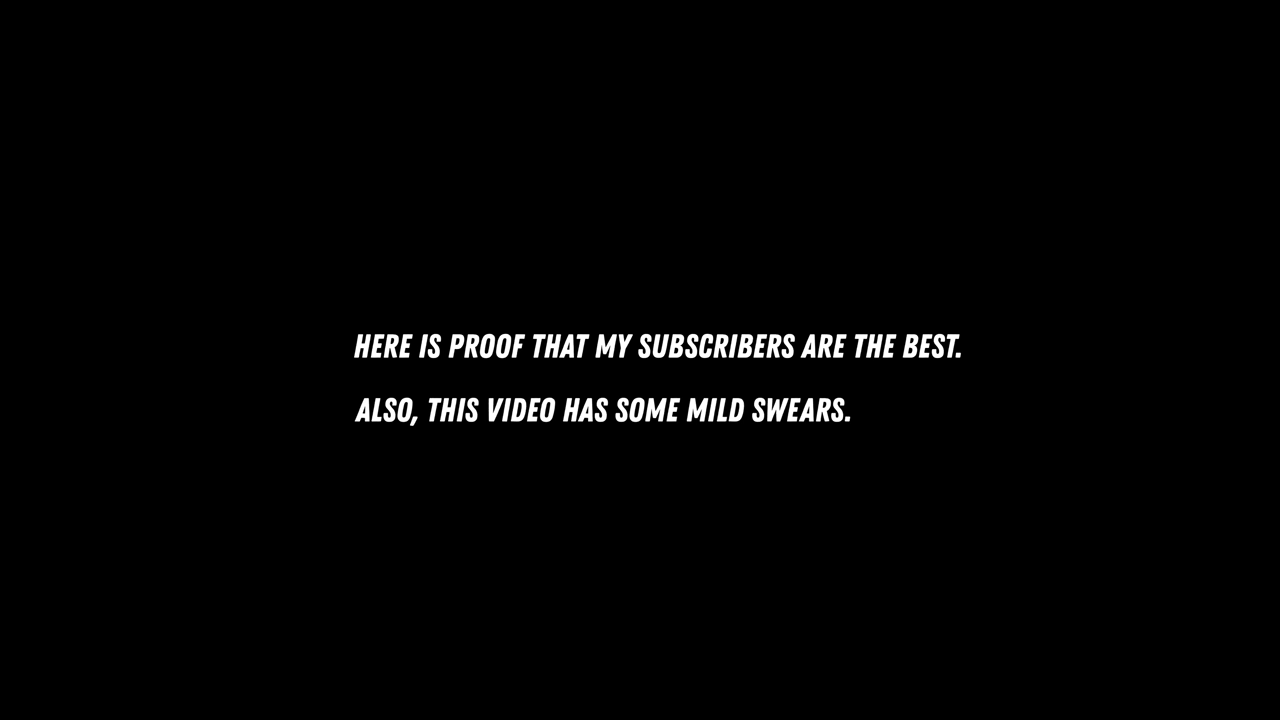 HERE IS PROOF THAT MY SUBSCRIBERS ARE THE BEST.
ALSO, THIS VIDEO HAS SOME MILD SWEARS.